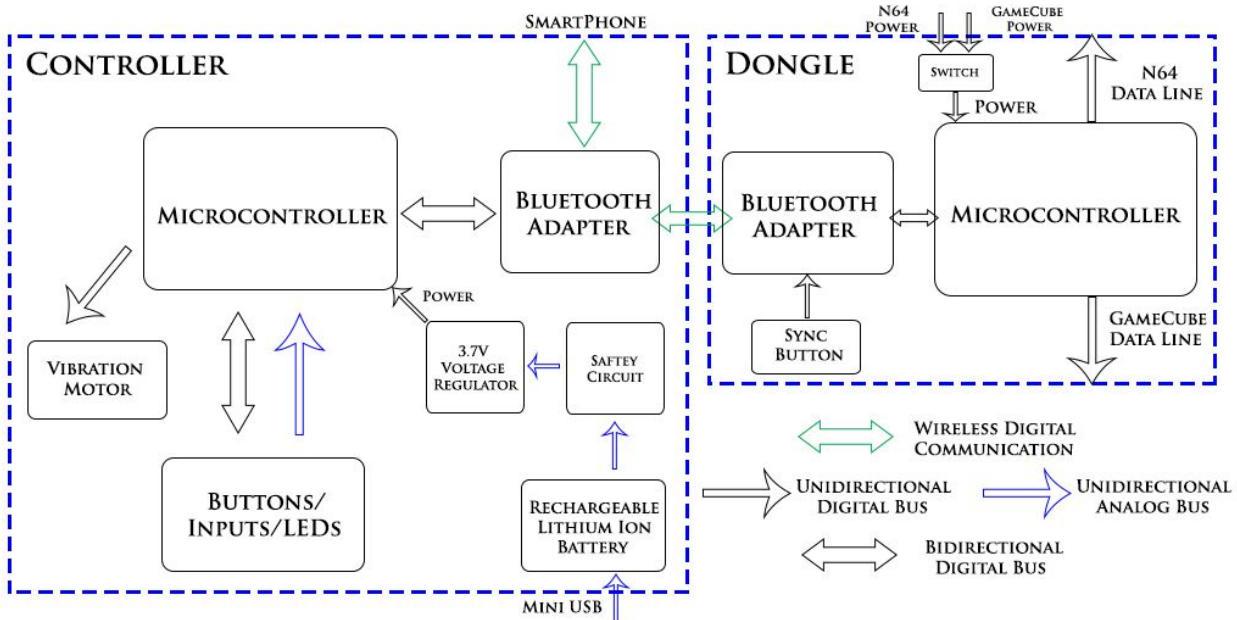 SMARTPHONE
N64
POWER
GAMECUBE
POWER
CONTROLLER
DONGLE
SWITCH
POWER
N64
DATA LINE
MICROCONTROLLER
BLUETOOTH
ADAPTER
BLUETOOTH
ADAPTER
MICROCONTROLLER
POWER
VIBRATION
MOTOR
3.7V
VOLTAGE
REGULATOR
SAFTEY
CIRCUIT
SYNC
BUTTON
GAMECUBE
DATA LINE
BUTTONS/
INPUTS/LEDS
RECHARGEABLE
LITHIUM ION
BATTERY
MINI USB
WIRELESS DIGITAL
COMMUNICATION
UNIDIRECTIONAL
DIGITAL BUS
UNIDIRECTIONAL
ANALOG BUS
BIDIRECTIONAL
DIGITAL BUS